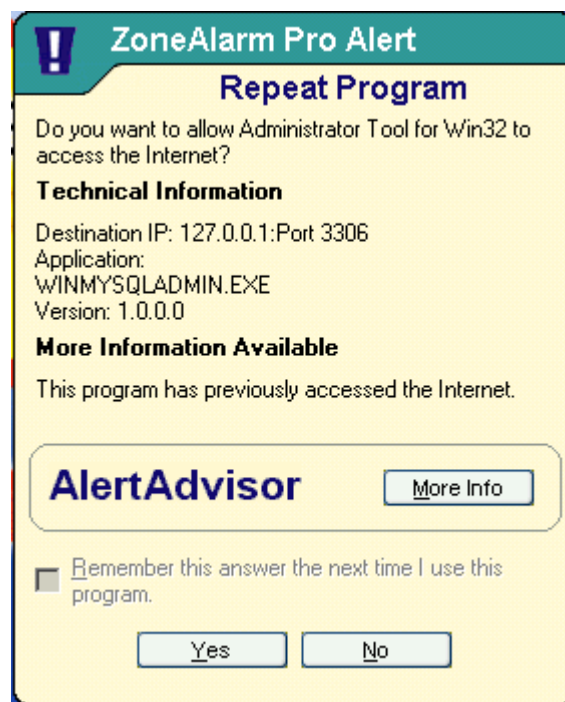 ZoneAlarm Pro Alert
Repeat Program
Do you want to allow Administrator Tool for Win32 to
access the Internet?
Technical Information
Destination IP: 127.0.0.1:Port 3306
Application:
WINMYSQLADMIN.EXE
Version: 1.0.0.0
More Information Available
This program has previously accessed the Internet.
AlertAdvisor
More Info
Remember this answer the next time I use this
program.
Yes
No